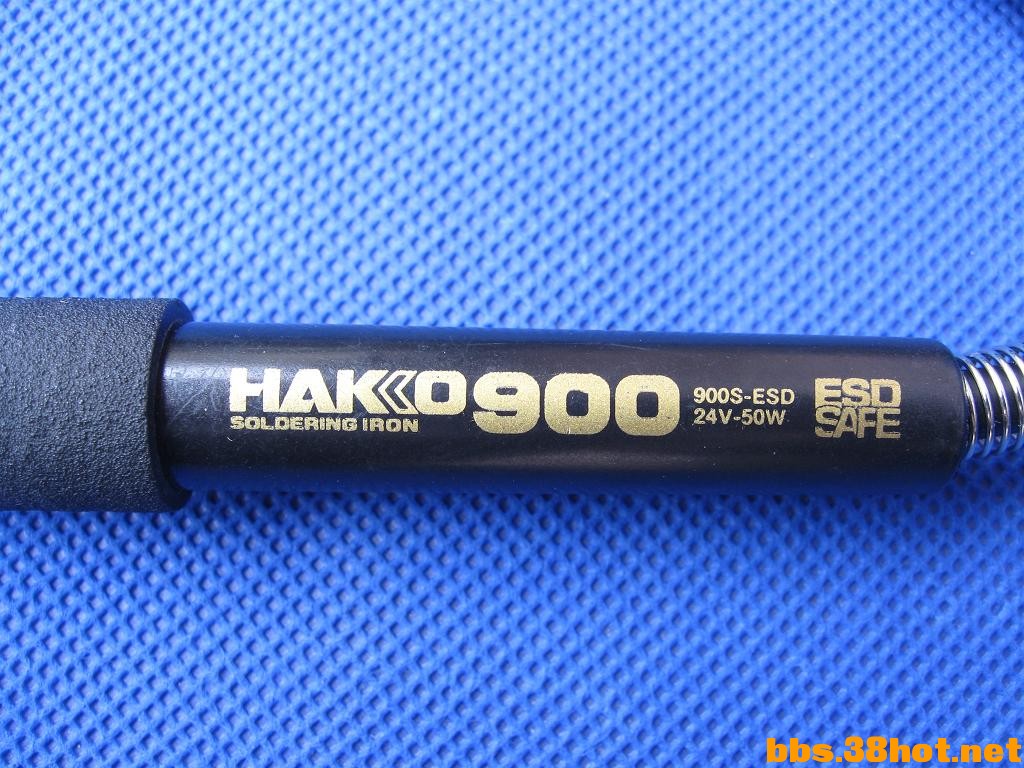 HAKKO 900
SOLDERING IRON
900S-ESD
24V-50W
ESD
SAFE
bbs.38hot.net